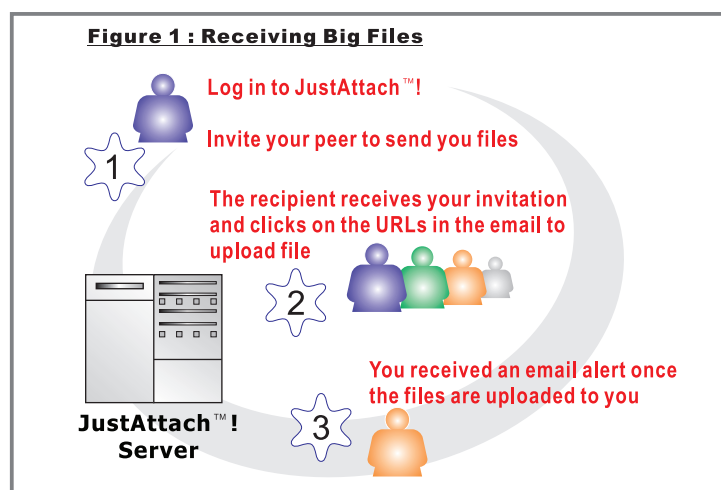 Figure 1 : Receiving Big Files
Log in to JustAttach™!
Invite your peer to send you files
1
The recipient receives your invitation
and clicks on the URLs in the email to
upload file
2
You received an email alert once
the files are uploaded to you
3
JustAttach™!
Server